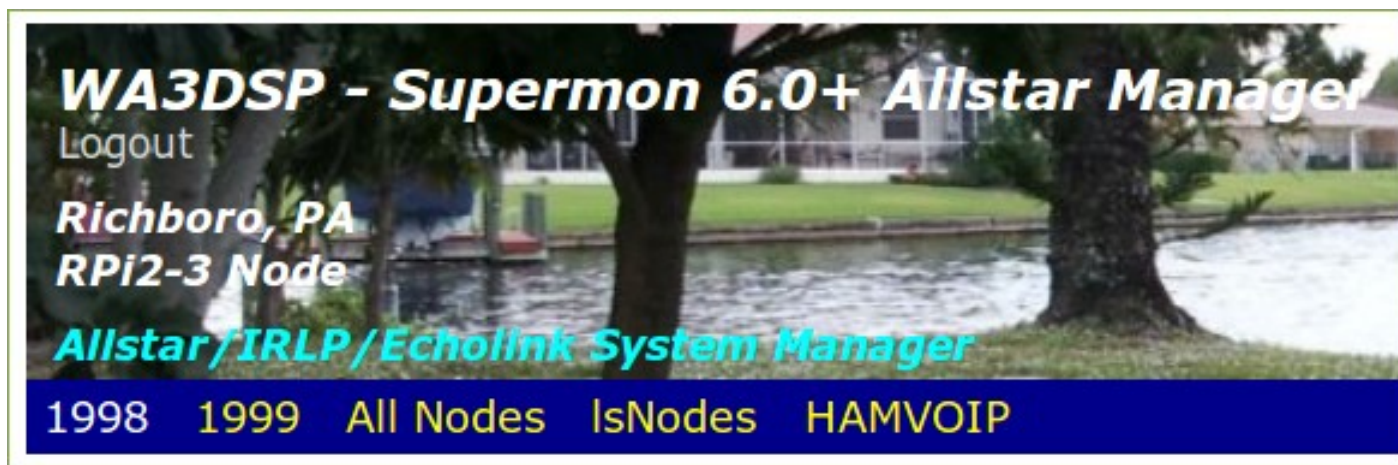 WA3DSP - Supermon 6.0+ Allstar Manager
Logout
Richboro, PA
RPi2-3 Node
Allstar/IRLP/Echolink System Manager
1998 1999 All Nodes lsNodes HAMVOIP